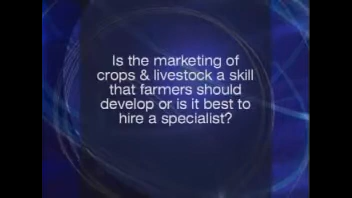 Is the marketing of
crops & livestock a skill
that farmers should
develop or is it best to
hire a specialist?